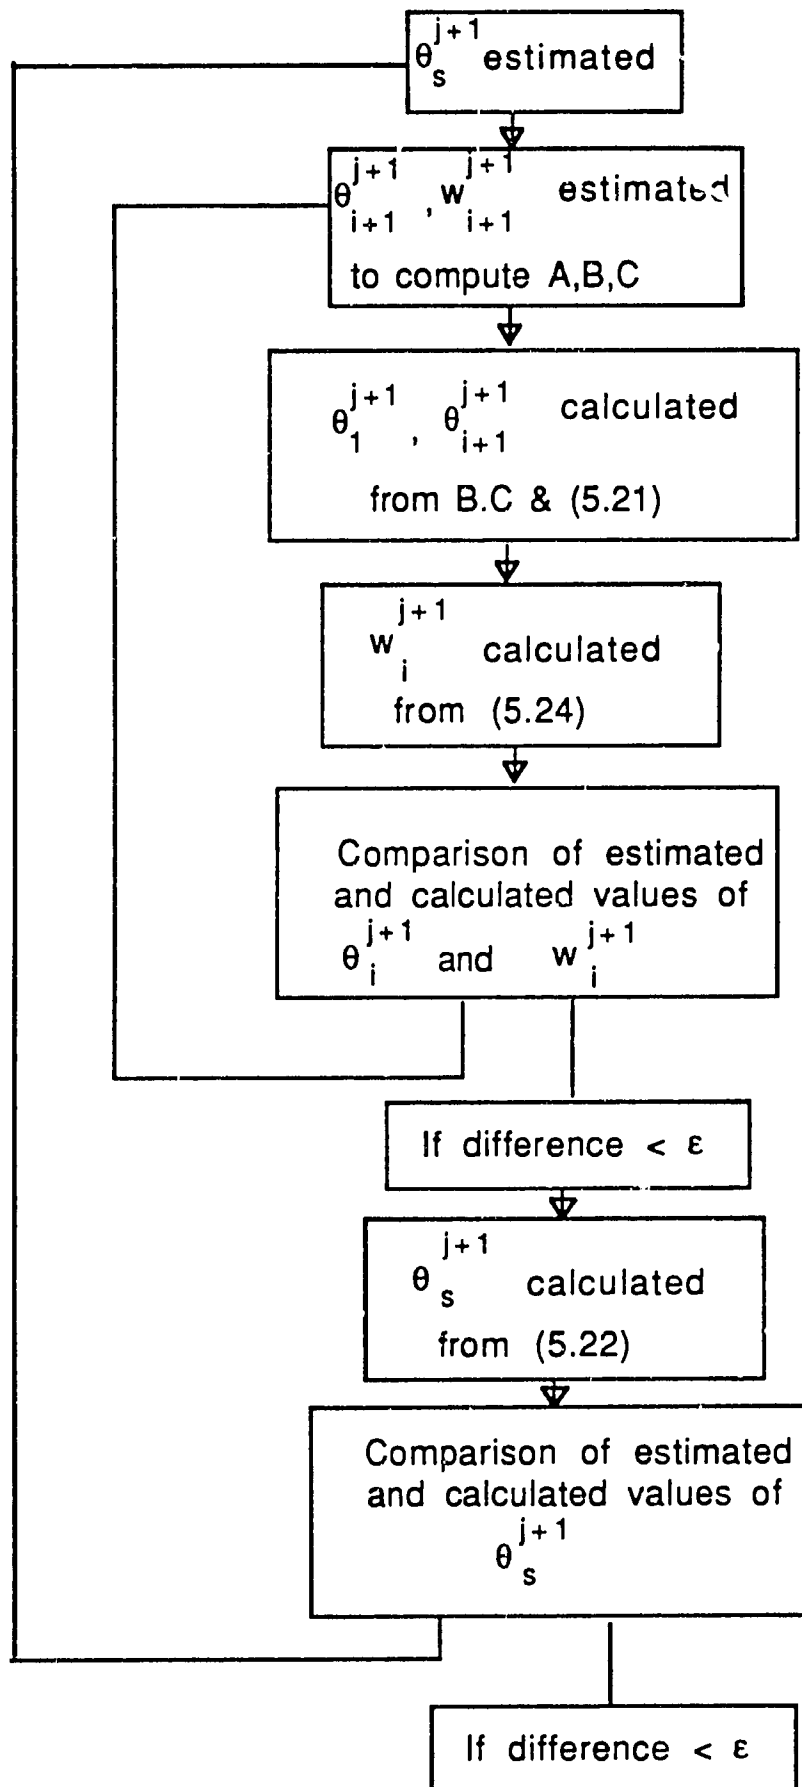 θ_s^{j+1} estimated
θ_{i+1}^{j+1} , w_{i+1}^{j+1} estimated
to compute A,B,C
θ_1^{j+1} , θ_{i+1}^{j+1} calculated
from B.C & (5.21)
w_i^{j+1} calculated
from (5.24)
Comparison of estimated
and calculated values of
θ_i^{j+1} and w_i^{j+1}
If difference < ε
θ_s^{j+1} calculated
from (5.22)
Comparison of estimated
and calculated values of
θ_s^{j+1}
If difference < ε